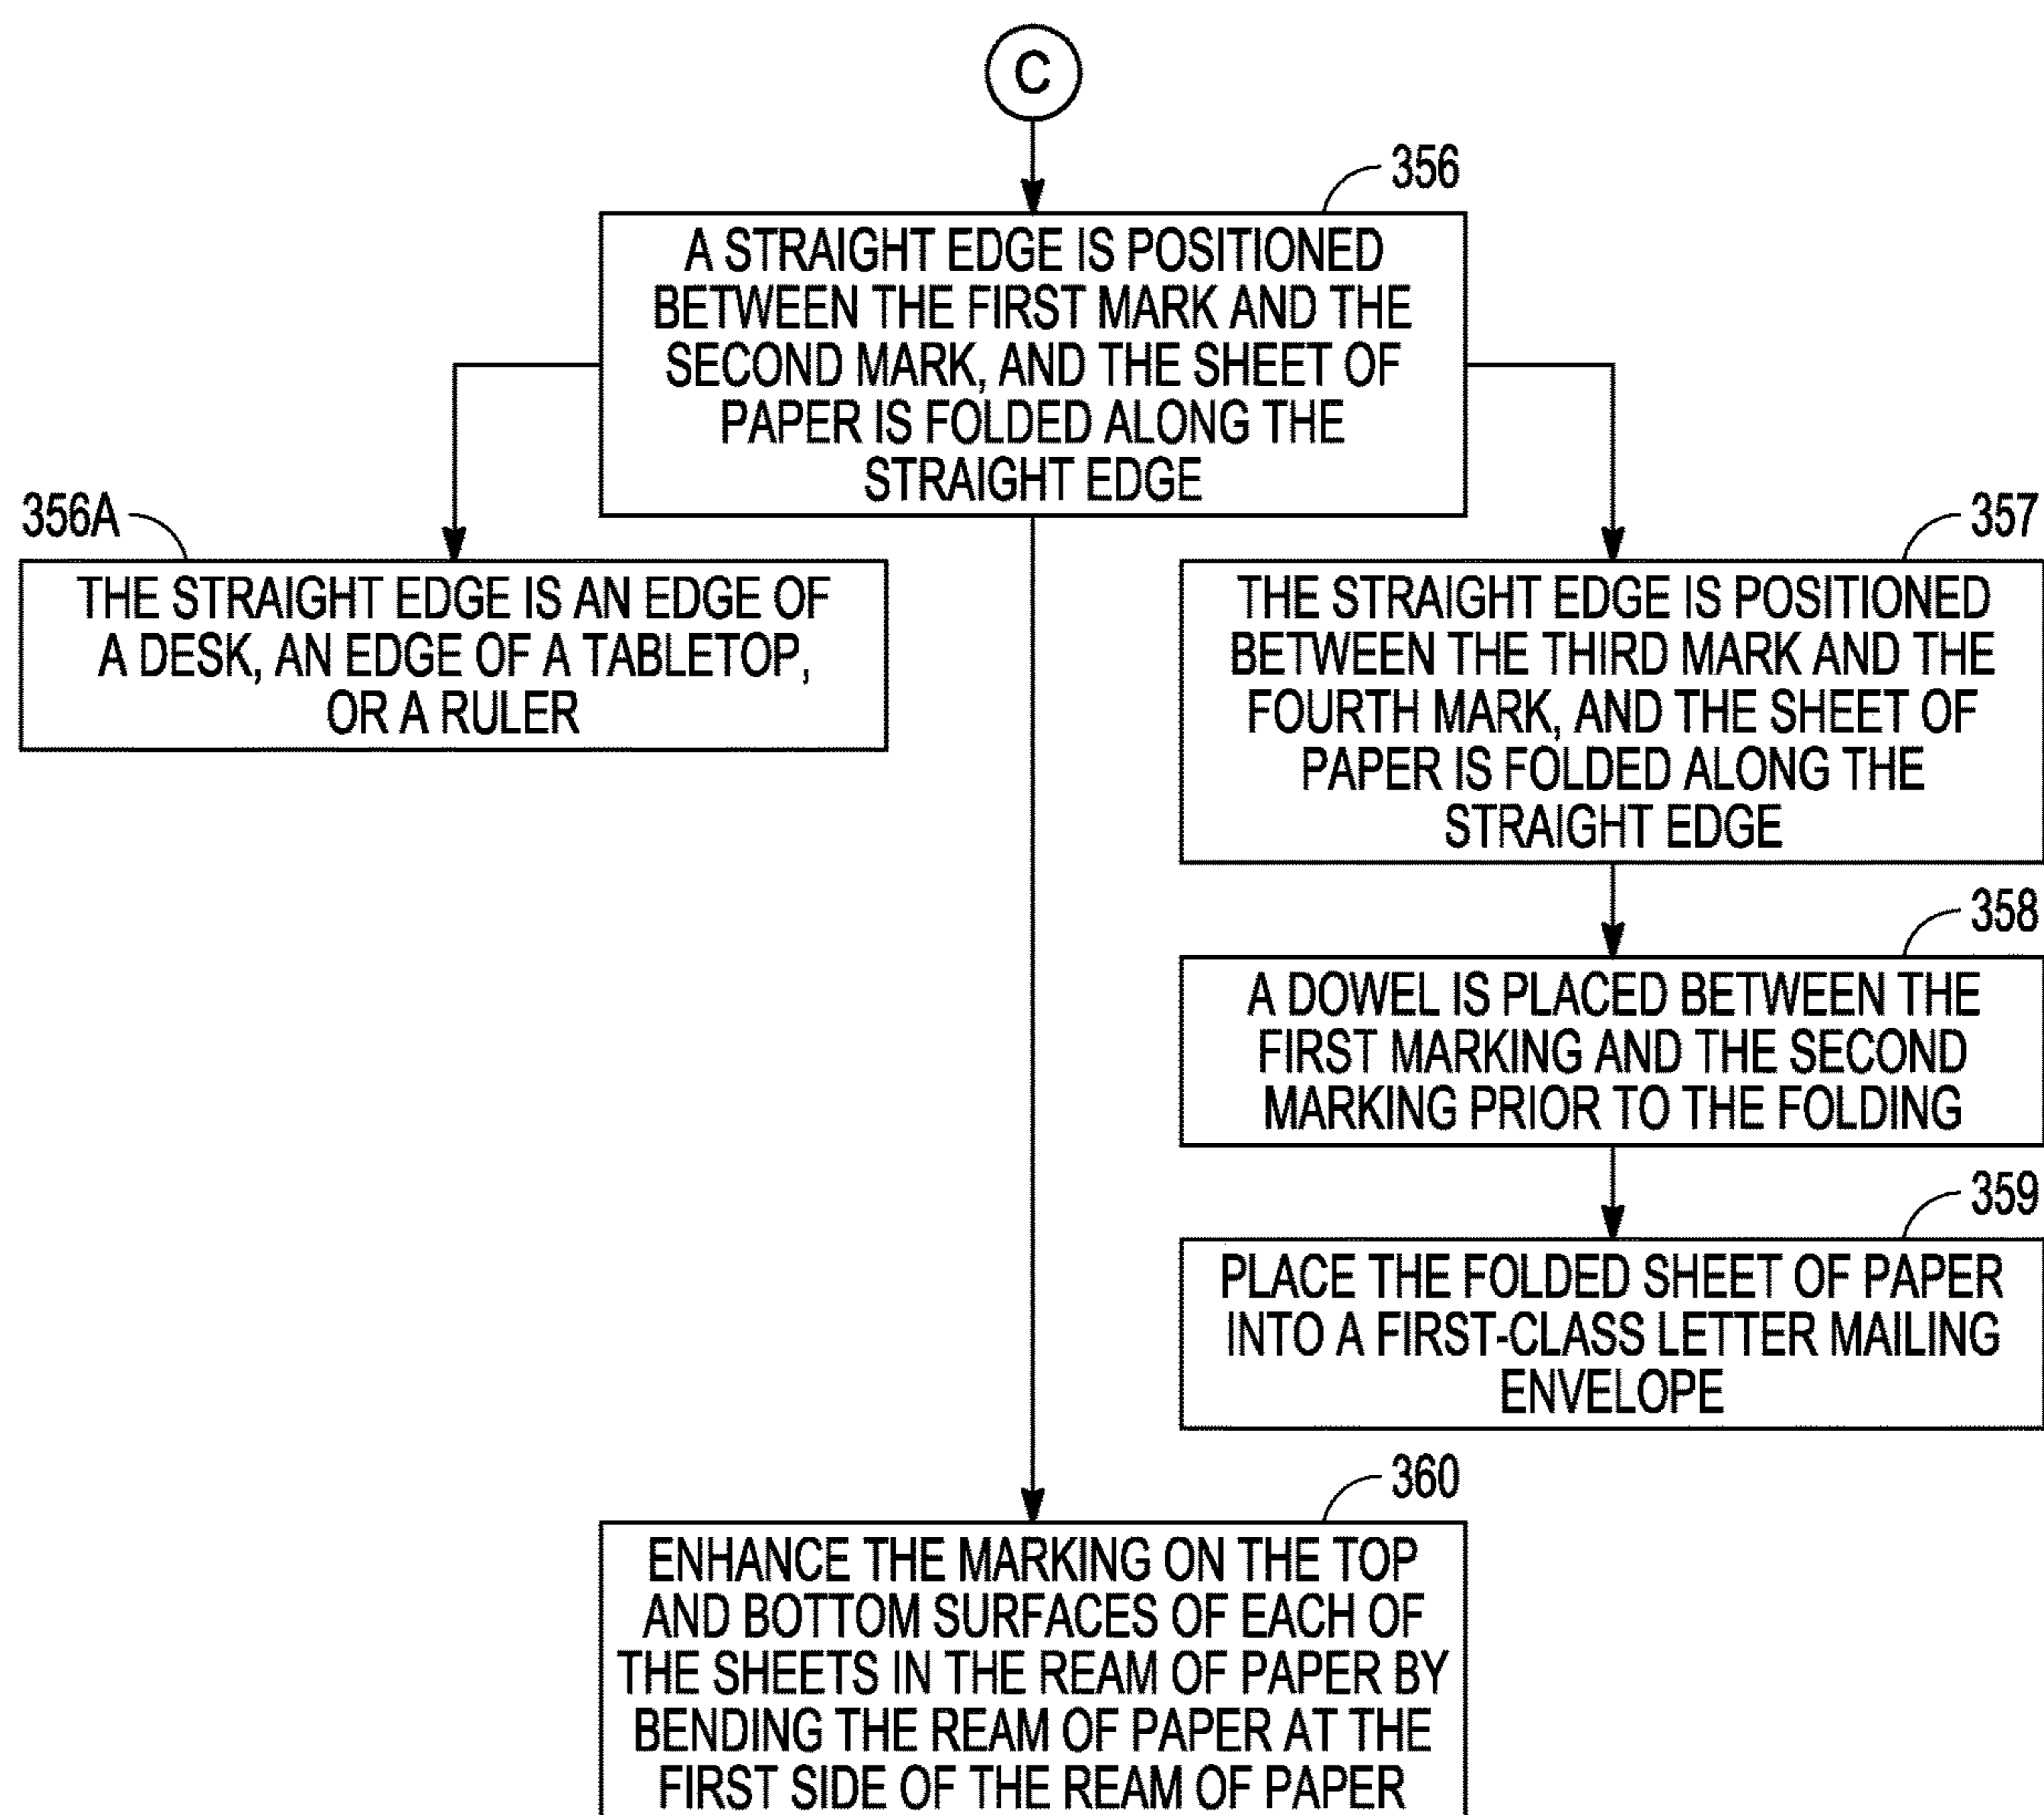 C
356
A STRAIGHT EDGE IS POSITIONED
BETWEEN THE FIRST MARK AND THE
SECOND MARK, AND THE SHEET OF
PAPER IS FOLDED ALONG THE
STRAIGHT EDGE
356A
THE STRAIGHT EDGE IS AN EDGE OF
A DESK, AN EDGE OF A TABLETOP,
OR A RULER
357
THE STRAIGHT EDGE IS POSITIONED
BETWEEN THE THIRD MARK AND THE
FOURTH MARK, AND THE SHEET OF
PAPER IS FOLDED ALONG THE
STRAIGHT EDGE
358
A DOWEL IS PLACED BETWEEN THE
FIRST MARKING AND THE SECOND
MARKING PRIOR TO THE FOLDING
359
PLACE THE FOLDED SHEET OF PAPER
INTO A FIRST-CLASS LETTER MAILING
ENVELOPE
360
ENHANCE THE MARKING ON THE TOP
AND BOTTOM SURFACES OF EACH OF
THE SHEETS IN THE REAM OF PAPER BY
BENDING THE REAM OF PAPER AT THE
FIRST SIDE OF THE REAM OF PAPER